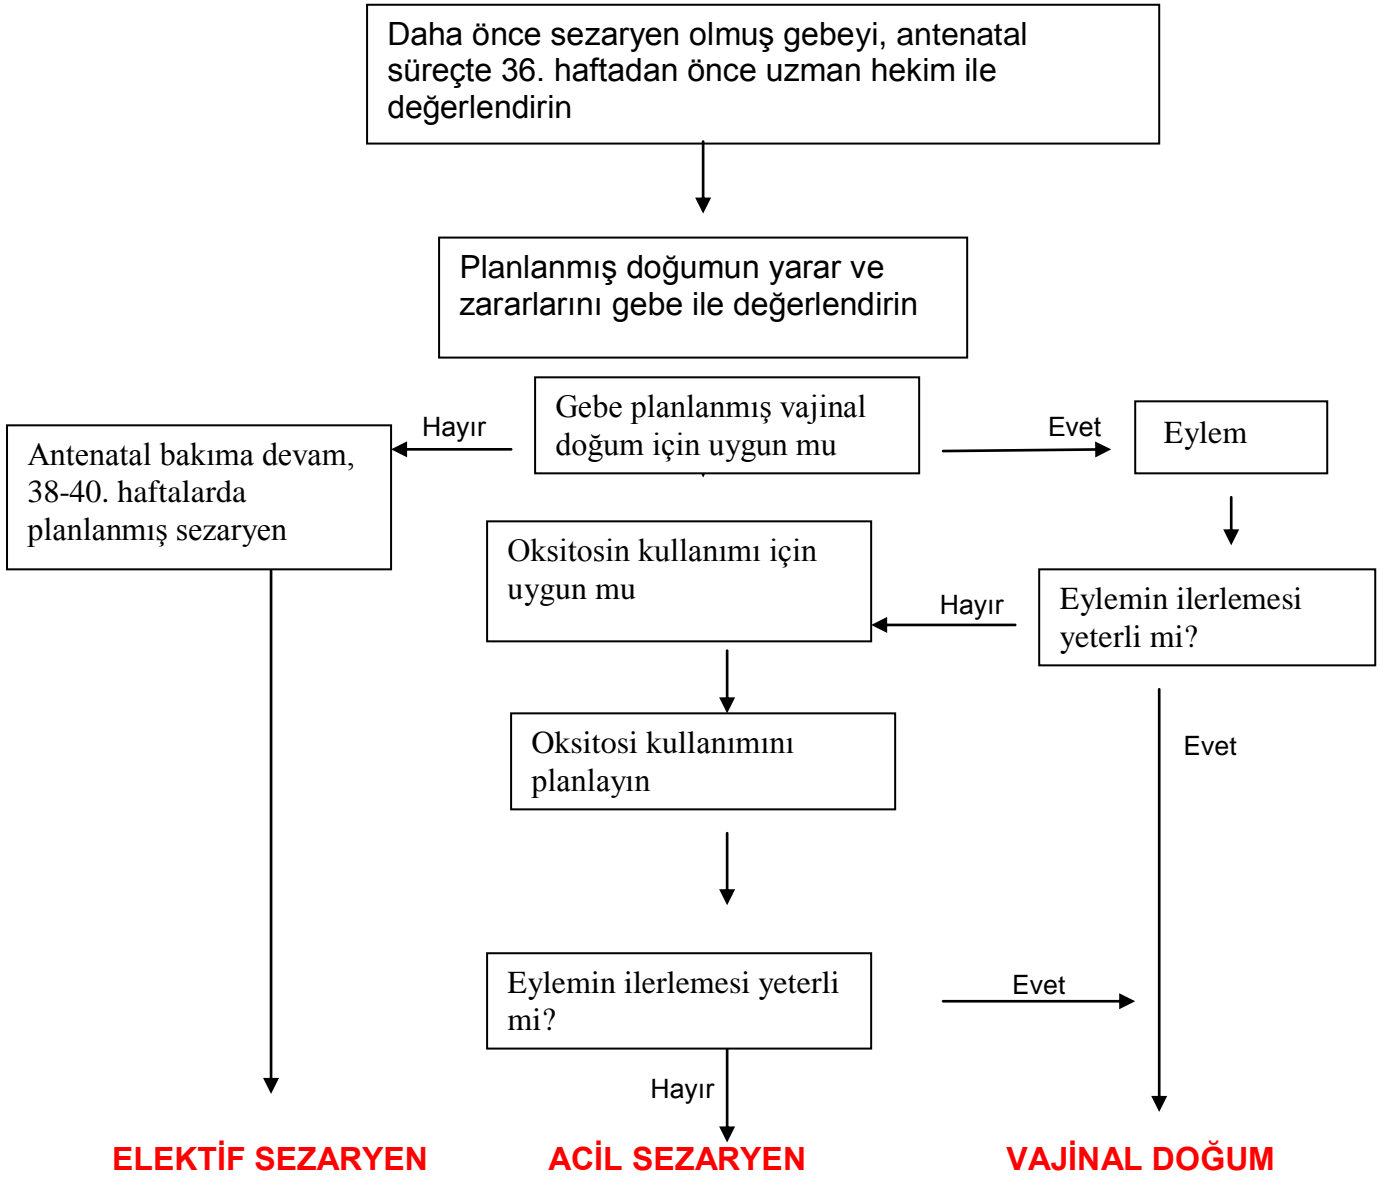 Daha önce sezaryen olmuş gebeyi, antenatal
süreçte 36. haftadan önce uzman hekim ile
değerlendirin
Planlanmış doğumun yarar ve
zararlarını gebe ile değerlendirin
Gebe planlanmış vajinal
doğum için uygun mu
Hayır
Evet
Eylem
Antenatal bakıma devam,
38-40. haftalarda
planlanmış sezaryen
Oksitosin kullanımı için
uygun mu
Hayır
Eylemin ilerlemesi
yeterli mi?
Oksitosi kullanımını
planlayın
Evet
Eylemin ilerlemesi yeterli
mi?
Evet
Hayır
ELEKTİF SEZARYEN
ACİL SEZARYEN
VAJİNAL DOĞUM